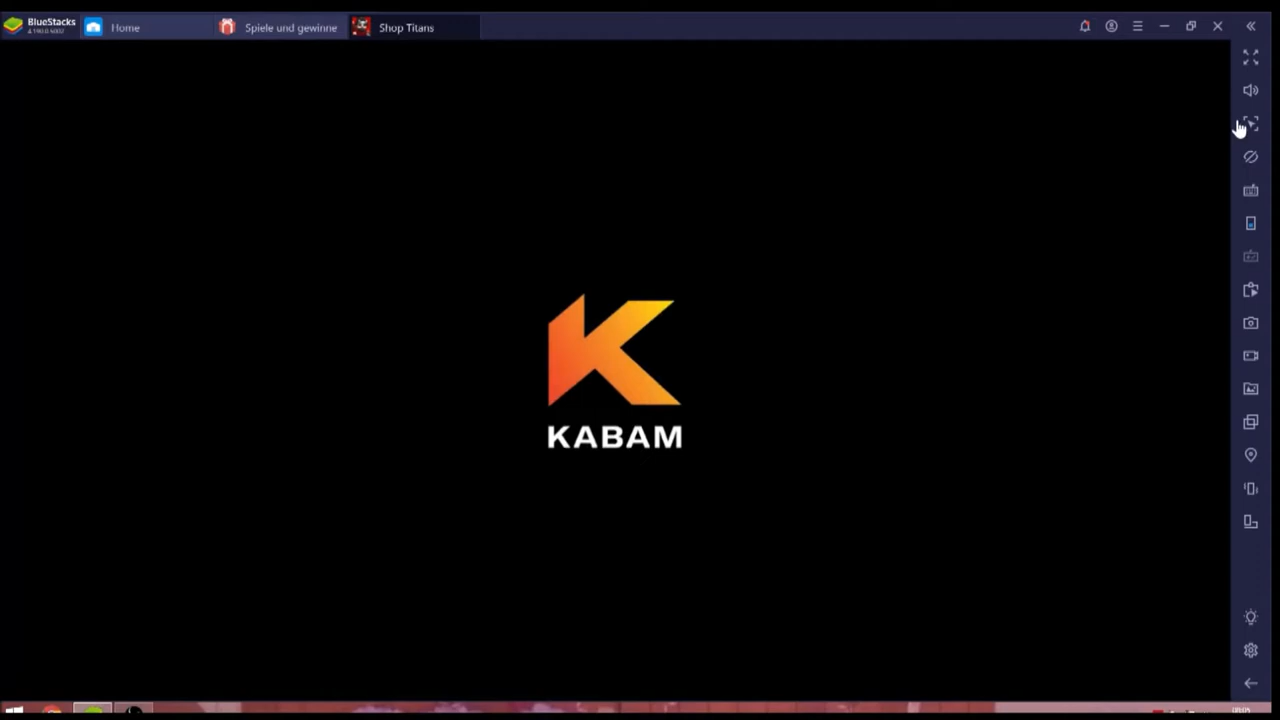 BlueStacks
Home
Spiele und gewinne
Shop Titans
KABAM